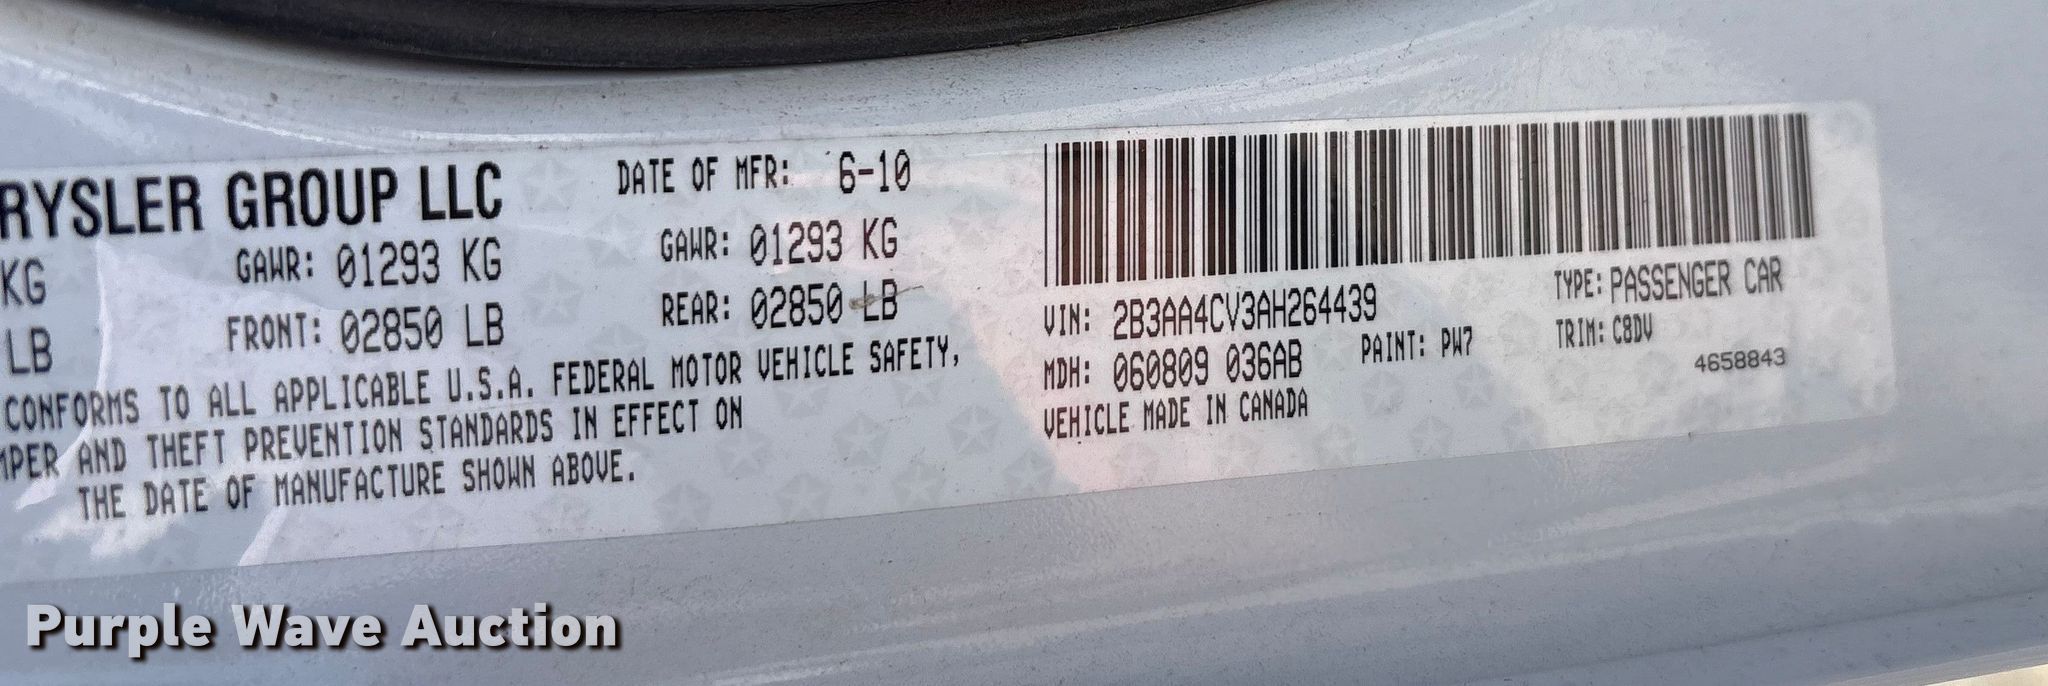 RYSLER GROUP LLC
DATE OF MFR: 6-10
KG
GAWR: 01293 KG
GAWR: 01293 KG
LB
FRONT: 02850 LB
REAR: 02850 LB
CONFORMS TO ALL APPLICABLE U.S.A. FEDERAL MOTOR VEHICLE SAFETY,
MPER AND THEFT PREVENTION STANDARDS IN EFFECT ON
THE DATE OF MANUFACTURE SHOWN ABOVE.
VIN: 2B3AA4CV3AH264439
TYPE: PASSENGER CAR
MDH: 060809 036AB
PAINT: PW7
TRIM: C8DV
VEHICLE MADE IN CANADA
4658843
Purple Wave Auction